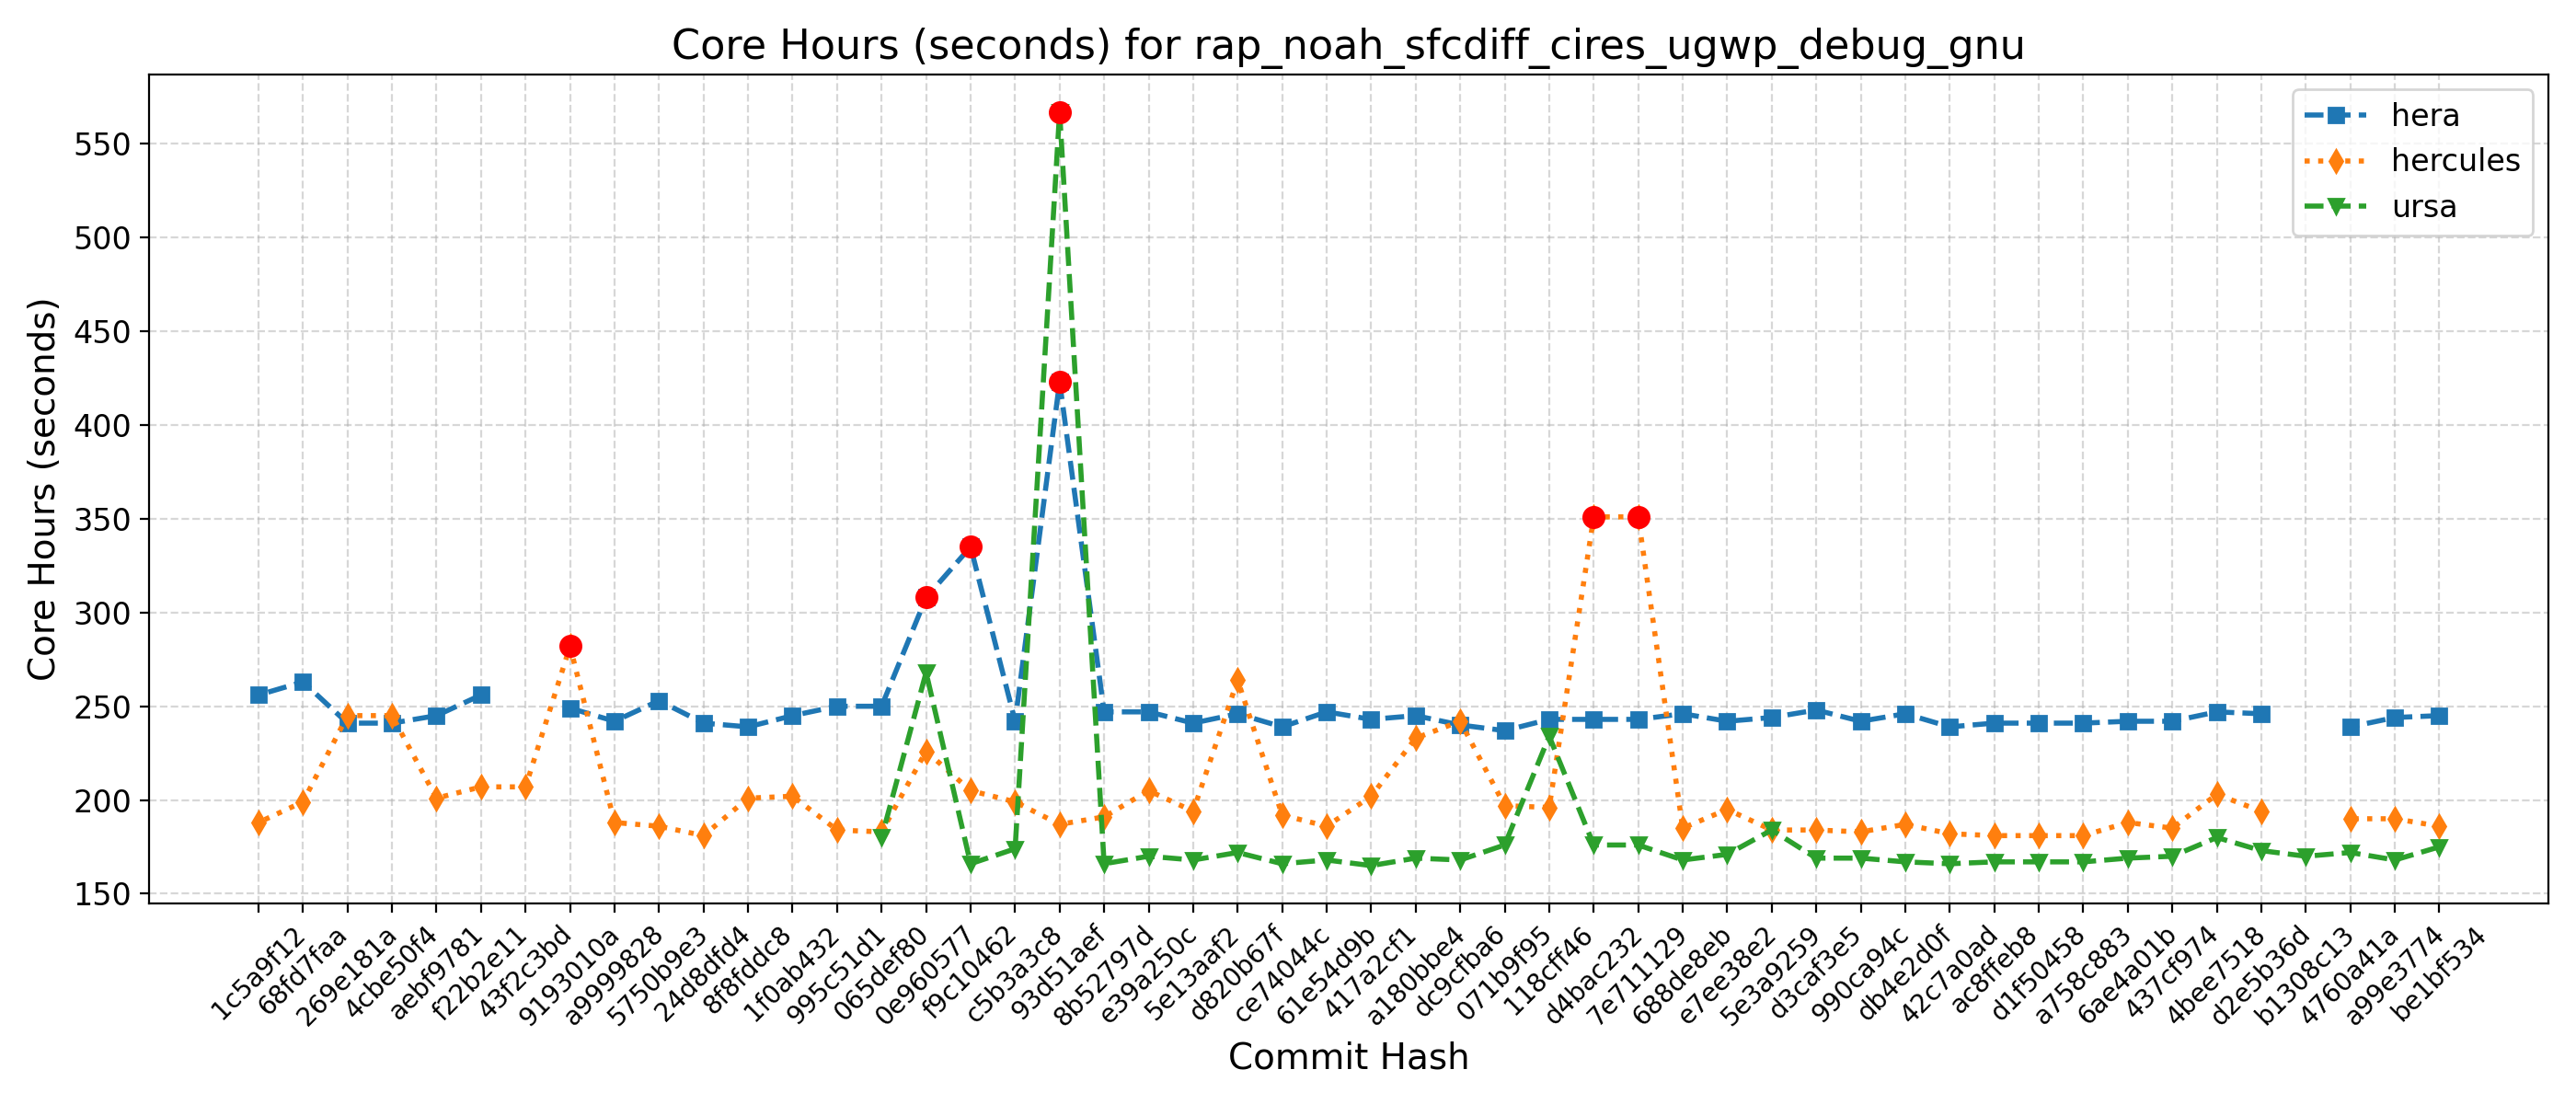 Core Hours (seconds) for rap_noah_sfcdiff_cires_ugwp_debug_gnu
hera
hercules
ursa
Core Hours (seconds)
550
500
450
400
350
300
250
200
150
1c5a9f12
68fd7faa
269e181a
4cbe50f4
aebf9781
f22b2e11
43f2c3bd
9193010a
a9999828
5750b9e3
24d8dfd4
8f8fddc8
1f0ab432
995c51d1
065def80
0e960577
f9c10462
c5b3a3c8
93d51aef
8b52797d
e39a250c
5e13aaf2
d820b67f
ce74044c
61e54d9b
417a2cf1
a180bbe4
dc9cfba6
071b9f95
118cff46
d4bac232
7e711129
688dde8eb
e7ee38e2
5e3a9259
d3caf3e5
990ca94c
db4e2d0f
42c7a0ad
ac8ffeb8
d1f50458
a758c883
6ae4a01b
437cf974
4bee7518
d2e5b36d
b1308c13
4760a41a
a99e3774
be1bf534
Commit Hash